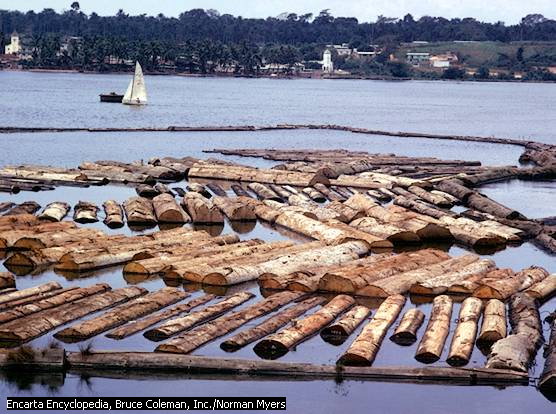 Encarta Encyclopedia, Bruce Coleman, Inc./Norman Myers